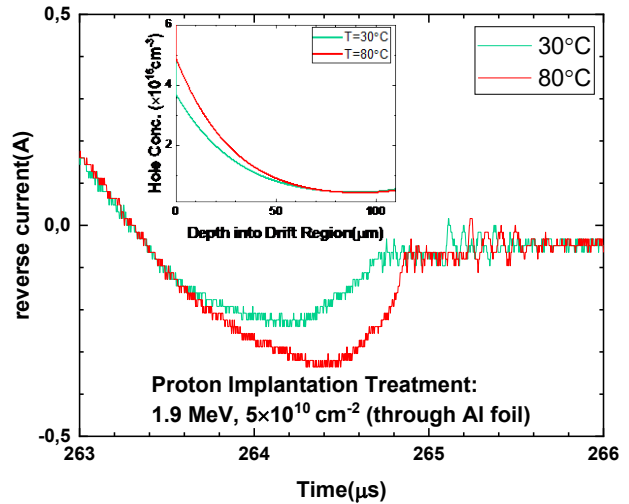 0,5
reverse current(A)
0,0
-0,5
263
264
265
266
Time(μs)
30°C
80°C
Hole Conc. (×10¹⁶cm-³)
6
4
2
0
50
100
Depth into Drift Region(μm)
T=30°C
T=80°C
Proton Implantation Treatment:
1.9 MeV, 5×10¹⁰ cm⁻² (through Al foil)